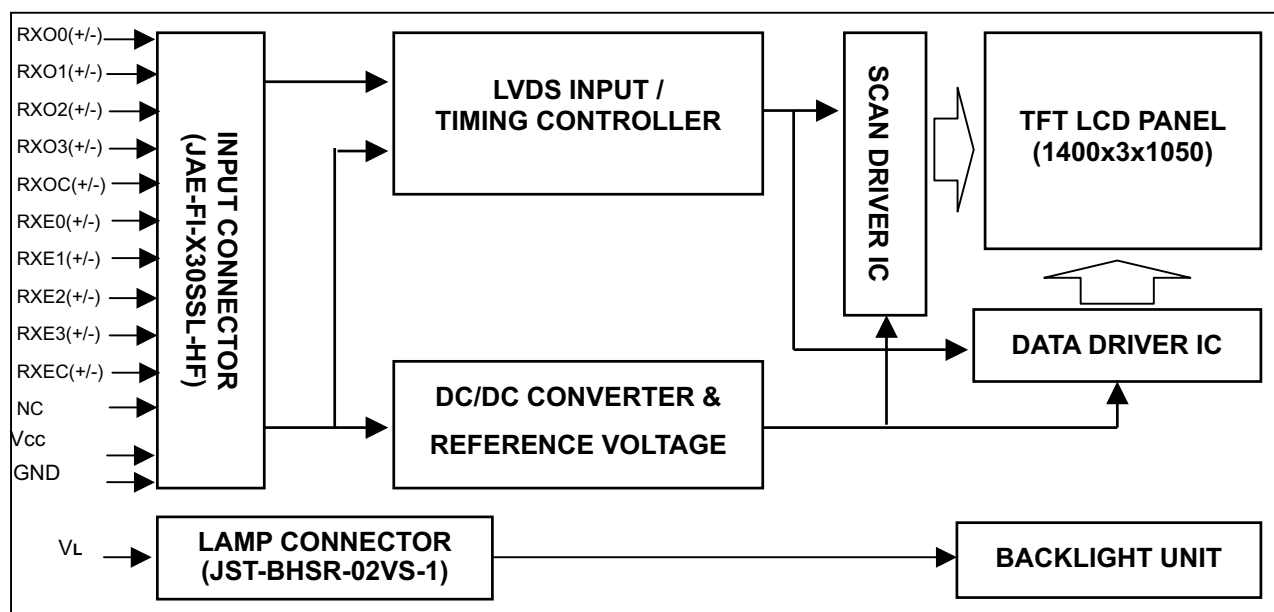 RXO0(+/-)
RXO1(+/-)
RXO2(+/-)
RXO3(+/-)
RXOC(+/-)
RXE0(+/-)
RXE1(+/-)
RXE2(+/-)
RXE3(+/-)
RXEC(+/-)
NC
Vcc
GND
VL
INPUT CONNECTOR
(JAE-FI-X30SSL-HF)
LVDS INPUT /
TIMING CONTROLLER
DC/DC CONVERTER &
REFERENCE VOLTAGE
SCAN DRIVER IC
TFT LCD PANEL
(1400x3x1050)
DATA DRIVER IC
LAMP CONNECTOR
(JST-BHSR-02VS-1)
BACKLIGHT UNIT